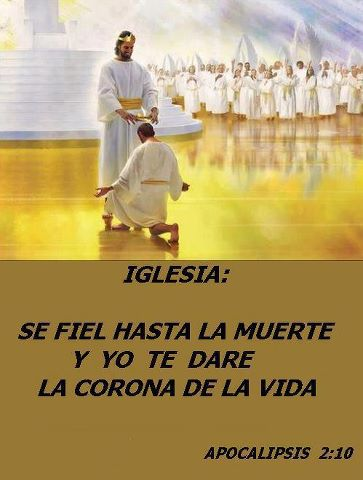 IGLESIA:
SE FIEL HASTA LA MUERTE
Y YO TE DARE
LA CORONA DE LA VIDA
APOCALIPSIS 2:10